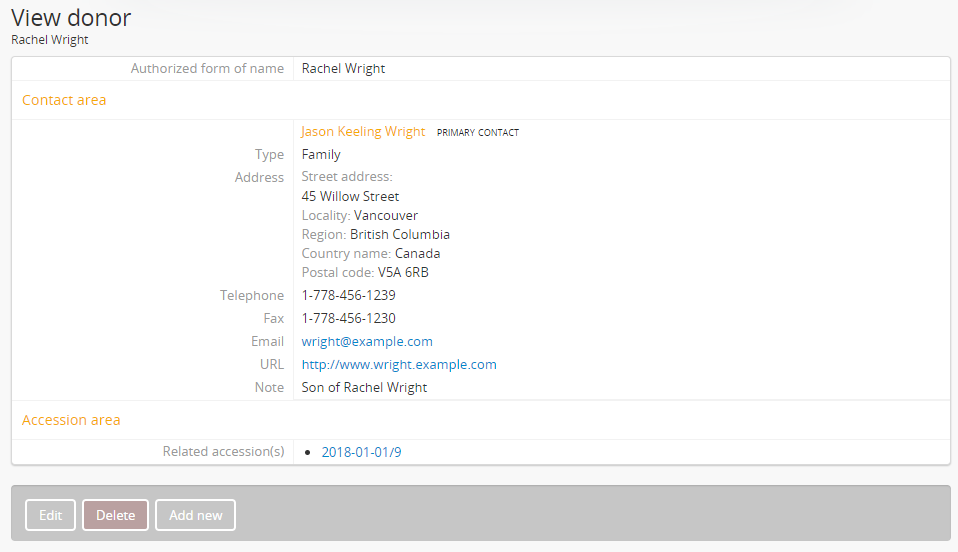 View donor
Rachel Wright
Authorized form of name Rachel Wright
Contact area
Jason Keeling Wright PRIMARY CONTACT
Type Family
Address Street address:
45 Willow Street
Locality: Vancouver
Region: British Columbia
Country name: Canada
Postal code: V5A 6RB
Telephone 1-778-456-1239
Fax 1-778-456-1230
Email wright@example.com
URL http://www.wright.example.com
Note Son of Rachel Wright
Accession area
Related accession(s) • 2018-01-01/9
Edit Delete Add new